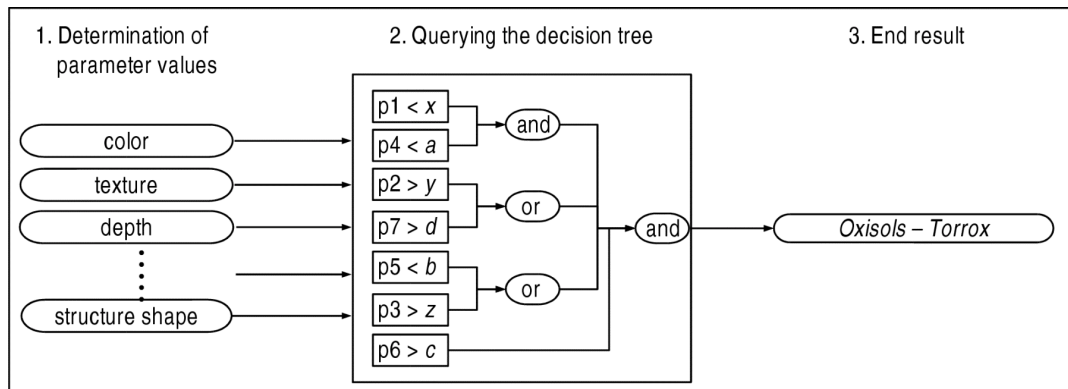 1. Determination of
parameter values
2. Querying the decision tree
3. End result
color
texture
depth
structure shape
p1 < x
p4 < a
p2 > y
p7 > d
p5 < b
p3 > z
p6 > c
and
or
or
and
Oxisols – Torrox